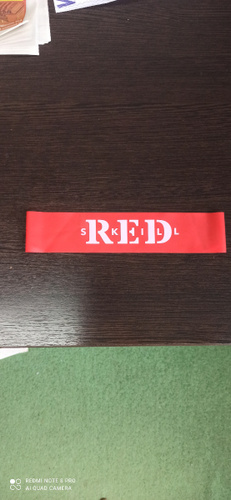 RED
SKILL
REDMI NOTE 8 PRO
AI QUAD CAMERA